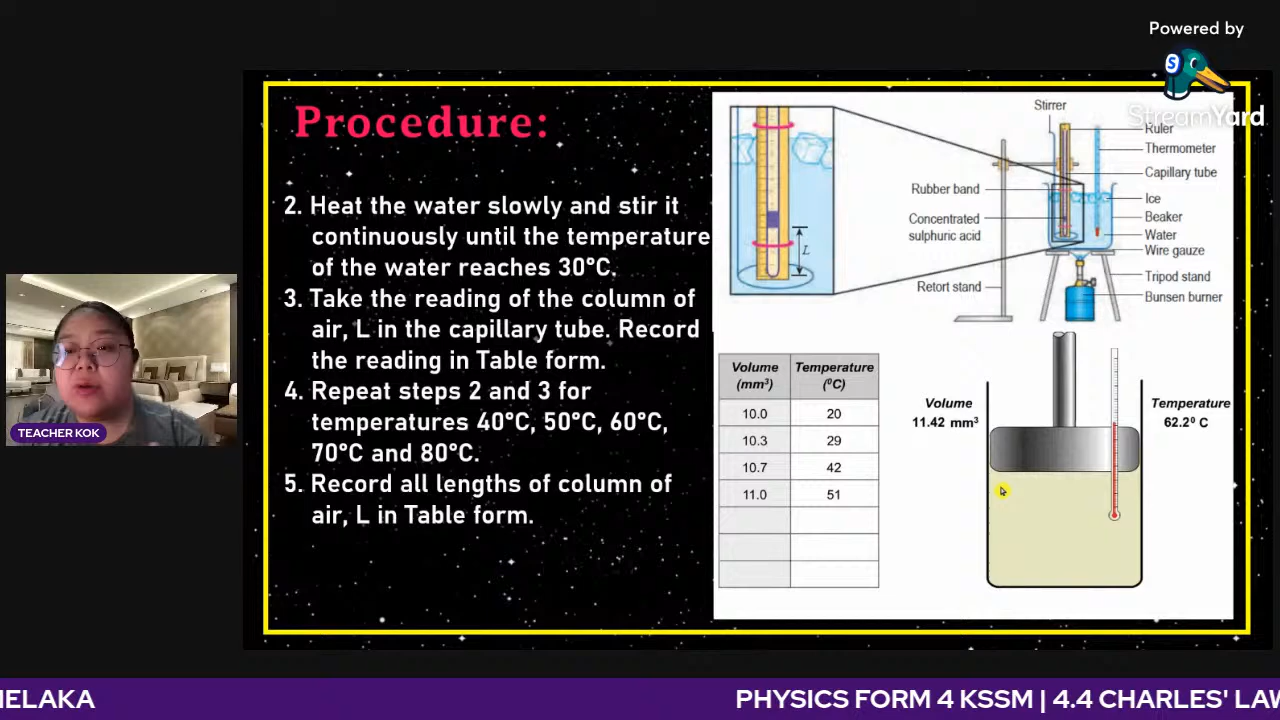 Powered by
S
StreamYard
Procedure:
2. Heat the water slowly and stir it
continuously until the temperature
of the water reaches 30°C.
3. Take the reading of the column of
air, L in the capillary tube. Record
the reading in Table form.
4. Repeat steps 2 and 3 for
temperatures 40°C, 50°C, 60°C,
70°C and 80°C.
5. Record all lengths of column of
air, L in Table form.
L
Stirrer
Ruler
Thermometer
Capillary tube
Rubber band
Ice
Concentrated
sulphuric acid
Beaker
Water
Wire gauze
Retort stand
Tripod stand
Bunsen burner
Volume (mm³) Temperature (⁰C)
10.0 20
10.3 29
10.7 42
11.0 51
Volume
11.42 mm³
Temperature
62.2⁰ C
TEACHER KOK
MELAKA
PHYSICS FORM 4 KSSM | 4.4 CHARLES' LAW